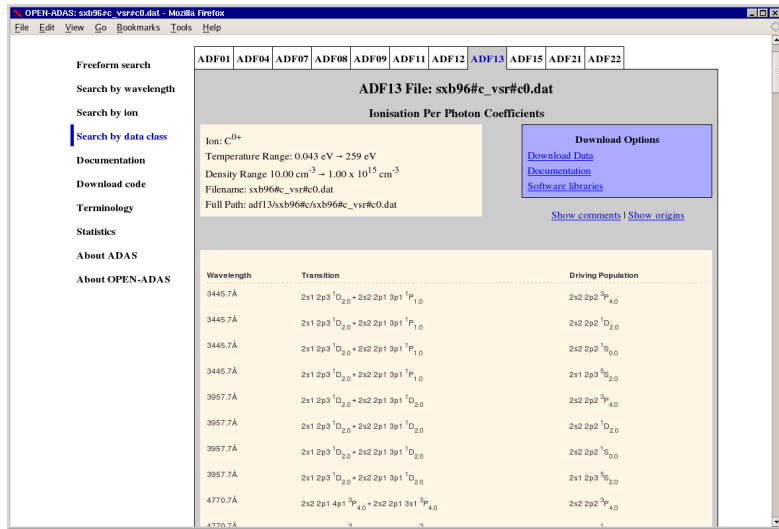 OPEN-ADAS: sxb96#c_vsr#c0.dat - Mozilla Firefox
File Edit View Go Bookmarks Tools Help
ADF01 ADF04 ADF07 ADF08 ADF09 ADF11 ADF12 ADF13 ADF15 ADF21 ADF22
Freeform search
Search by wavelength
Search by ion
Search by data class
Documentation
Download code
Terminology
Statistics
About ADAS
About OPEN-ADAS
ADF13 File: sxb96#c_vsr#c0.dat
Ionisation Per Photon Coefficients
Ion: C0+
Temperature Range: 0.043 eV → 259 eV
Density Range 10.00 cm-3 → 1.00 x 1015 cm-3
Filename: sxb96#c_vsr#c0.dat
Full Path: adf13/sxb96#c/sxb96#c_vsr#c0.dat
Download Options
Download Data
Documentation
Software libraries
Show comments | Show origins
Wavelength Transition Driving Population
3445.7Å 2s1 2p3 1D2.0→2s2 2p1 3p1 1P1.0 2s2 2p2 3P4.0
3445.7Å 2s1 2p3 1D2.0→2s2 2p1 3p1 1P1.0 2s2 2p2 1D2.0
3445.7Å 2s1 2p3 1D2.0→2s2 2p1 3p1 1P1.0 2s2 2p2 1S0.0
3445.7Å 2s1 2p3 1D2.0→2s2 2p1 3p1 1P1.0 2s1 2p3 5S2.0
3957.7Å 2s1 2p3 1D2.0→2s2 2p1 3p1 1D2.0 2s2 2p2 3P4.0
3957.7Å 2s1 2p3 1D2.0→2s2 2p1 3p1 1D2.0 2s2 2p2 1D2.0
3957.7Å 2s1 2p3 1D2.0→2s2 2p1 3p1 1D2.0 2s2 2p2 1S0.0
3957.7Å 2s1 2p3 1D2.0→2s2 2p1 3p1 1D2.0 2s1 2p3 5S2.0
4770.7Å 2s2 2p1 4p1 3P4.0→2s2 2p1 3s1 3P4.0 2s2 2p2 3P4.0
4770.7Å